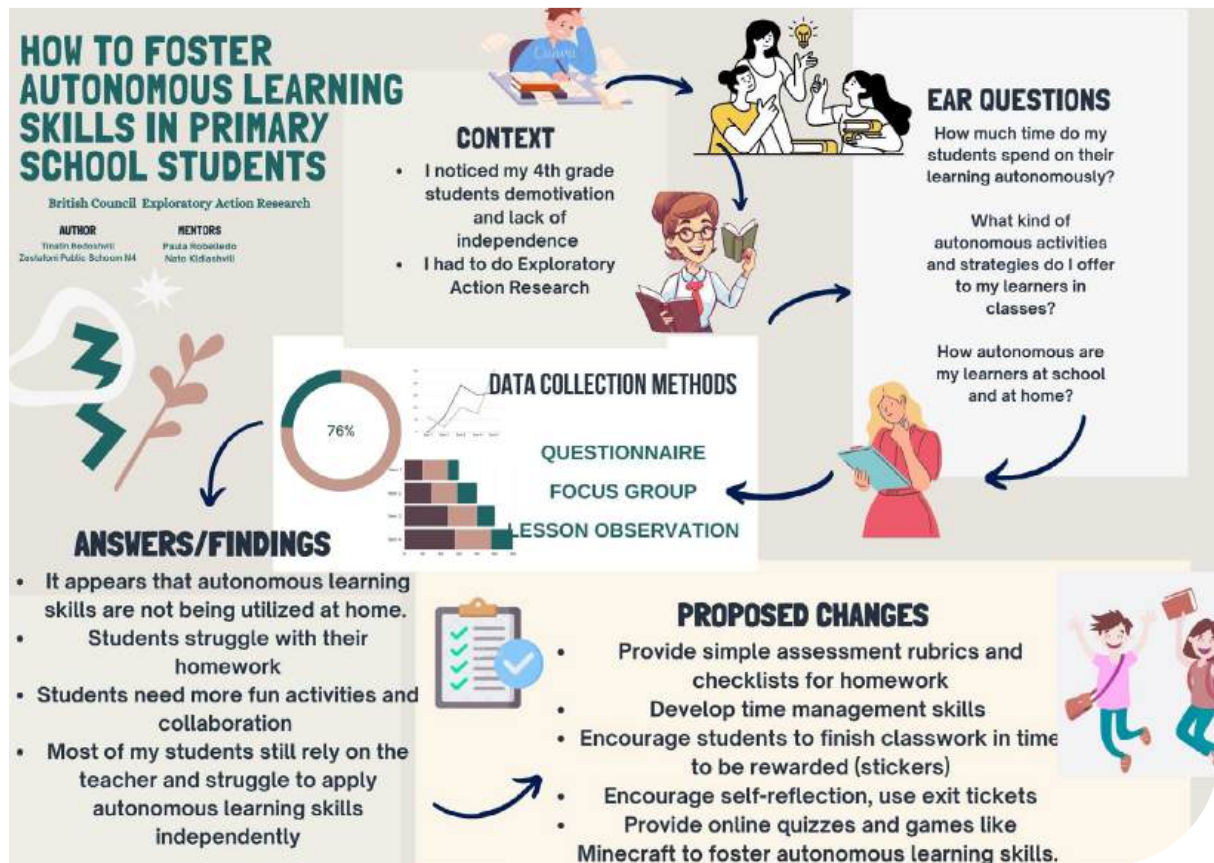 HOW TO FOSTER
AUTONOMOUS LEARNING
SKILLS IN PRIMARY
SCHOOL STUDENTS
British Council Exploratory Action Research
AUTHOR
Zestafoni Public Schoom N4
MENTORS
Paula Rebolledo
CONTEXT
• I noticed my 4th grade
students demotivation
and lack of
independence
• I had to do Exploratory
Action Research
EAR QUESTIONS
How much time do my
students spend on their
learning autonomously?
What kind of
autonomous activities
and strategies do I offer
to my learners in
classes?
How autonomous are
my learners at school
and at home?
DATA COLLECTION METHODS
QUESTIONNAIRE
FOCUS GROUP
LESSON OBSERVATION
76%
ANSWERS/FINDINGS
• It appears that autonomous learning
skills are not being utilized at home.
• Students struggle with their
homework
• Students need more fun activities and
collaboration
• Most of my students still rely on the
teacher and struggle to apply
autonomous learning skills
independently
PROPOSED CHANGES
• Provide simple assessment rubrics and
checklists for homework
• Develop time management skills
• Encourage students to finish classwork in time
to be rewarded (stickers)
• Encourage self-reflection, use exit tickets
• Provide online quizzes and games like
Minecraft to foster autonomous learning skills.